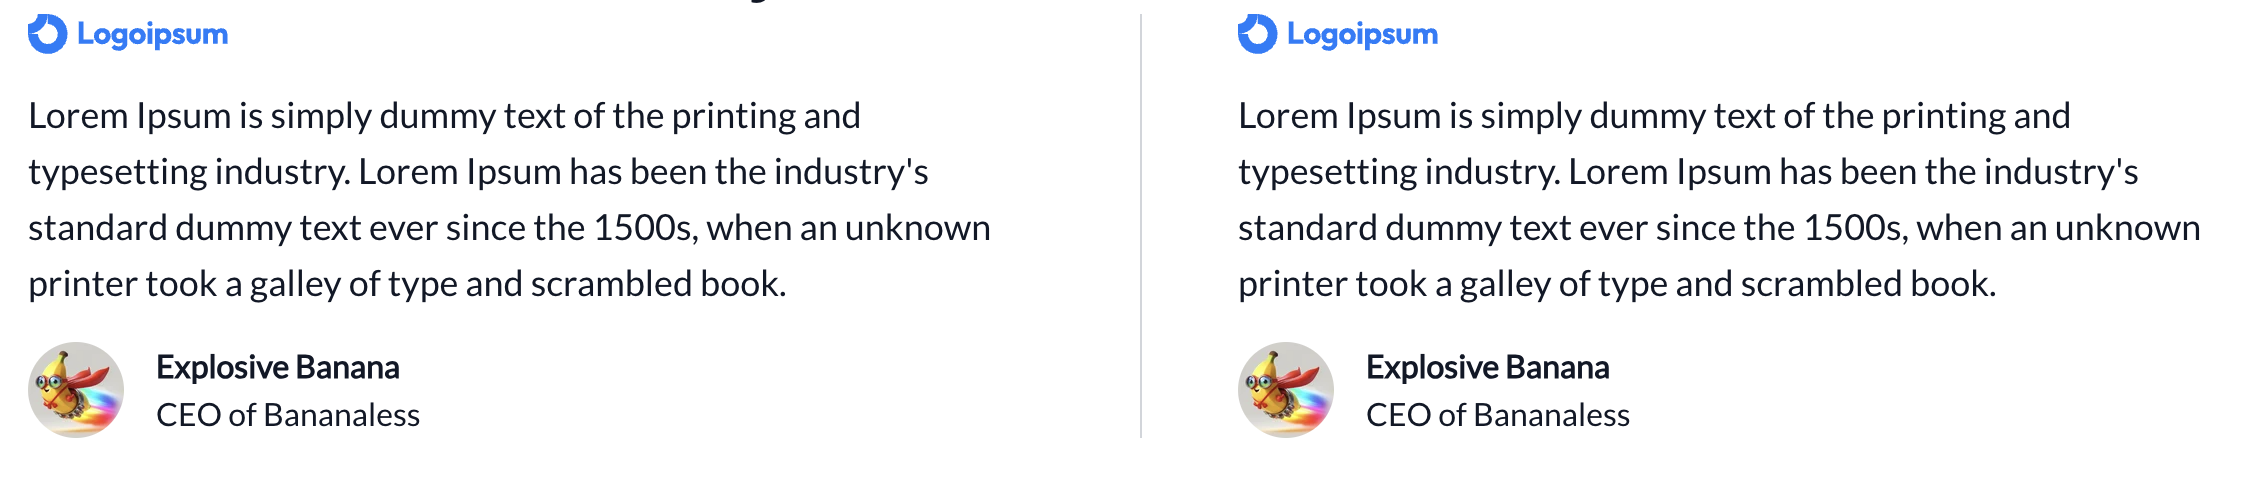 Logoipsum
Lorem Ipsum is simply dummy text of the printing and
typesetting industry. Lorem Ipsum has been the industry's
standard dummy text ever since the 1500s, when an unknown
printer took a galley of type and scrambled book.
Explosive Banana
CEO of Bananaless
Logoipsum
Lorem Ipsum is simply dummy text of the printing and
typesetting industry. Lorem Ipsum has been the industry's
standard dummy text ever since the 1500s, when an unknown
printer took a galley of type and scrambled book.
Explosive Banana
CEO of Bananaless